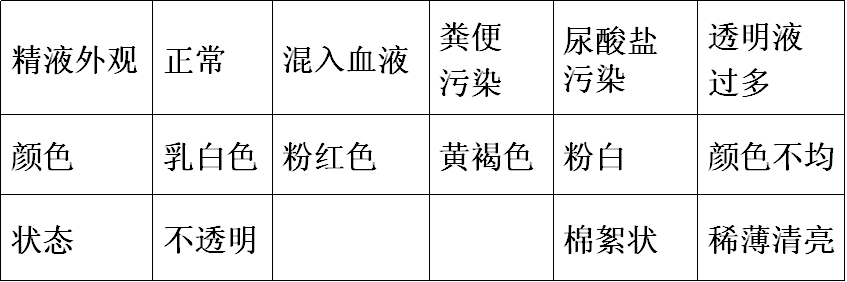 精液外观 正常 混入血液 粪便污染 尿酸盐污染 透明液过多
颜色 乳白色 粉红色 黄褐色 粉白 颜色不均
状态 不透明 棉絮状 稀薄清亮